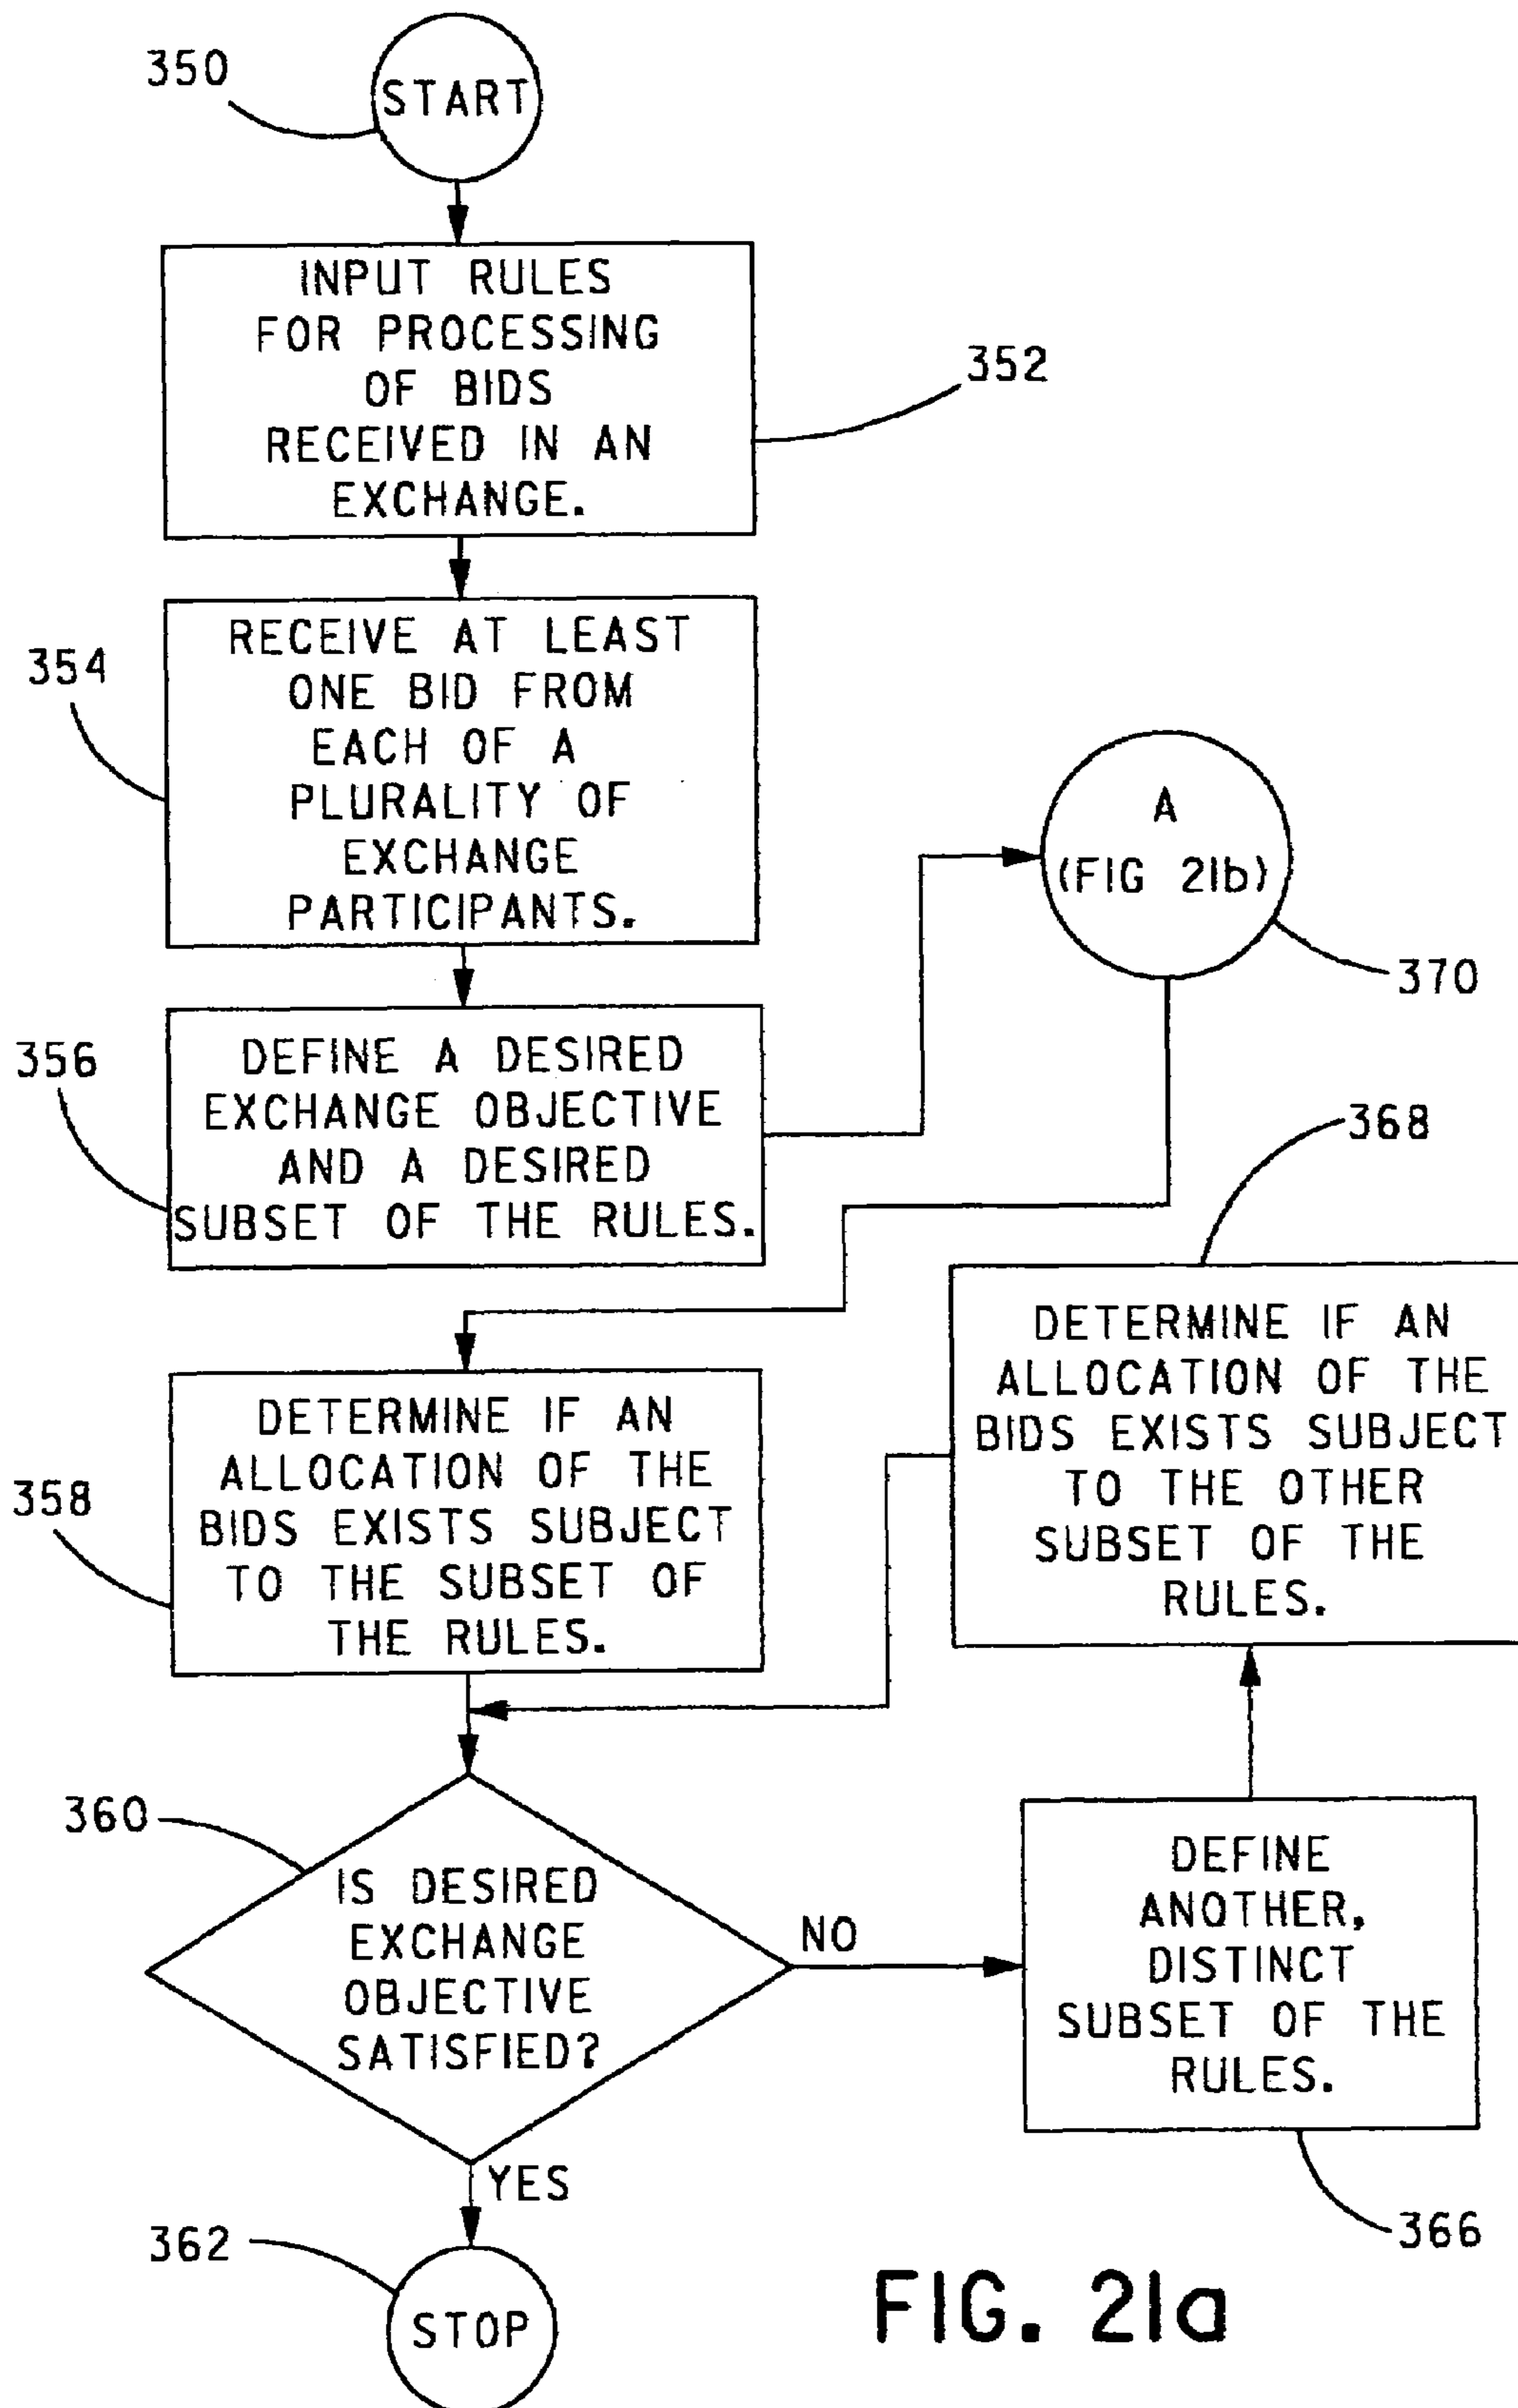 350
START
INPUT RULES
FOR PROCESSING
OF BIDS
RECEIVED IN AN
EXCHANGE.
352
RECEIVE AT LEAST
ONE BID FROM
EACH OF A
PLURALITY OF
EXCHANGE
PARTICIPANTS.
354
A
(FIG 21b)
370
DEFINE A DESIRED
EXCHANGE OBJECTIVE
AND A DESIRED
SUBSET OF THE RULES.
356
368
DETERMINE IF AN
ALLOCATION OF THE
BIDS EXISTS SUBJECT
TO THE OTHER
SUBSET OF THE
RULES.
DETERMINE IF AN
ALLOCATION OF THE
BIDS EXISTS SUBJECT
TO THE SUBSET OF
THE RULES.
358
360
IS DESIRED
EXCHANGE
OBJECTIVE
SATISFIED?
NO
DEFINE
ANOTHER,
DISTINCT
SUBSET OF THE
RULES.
366
YES
362
STOP
FIG. 21a